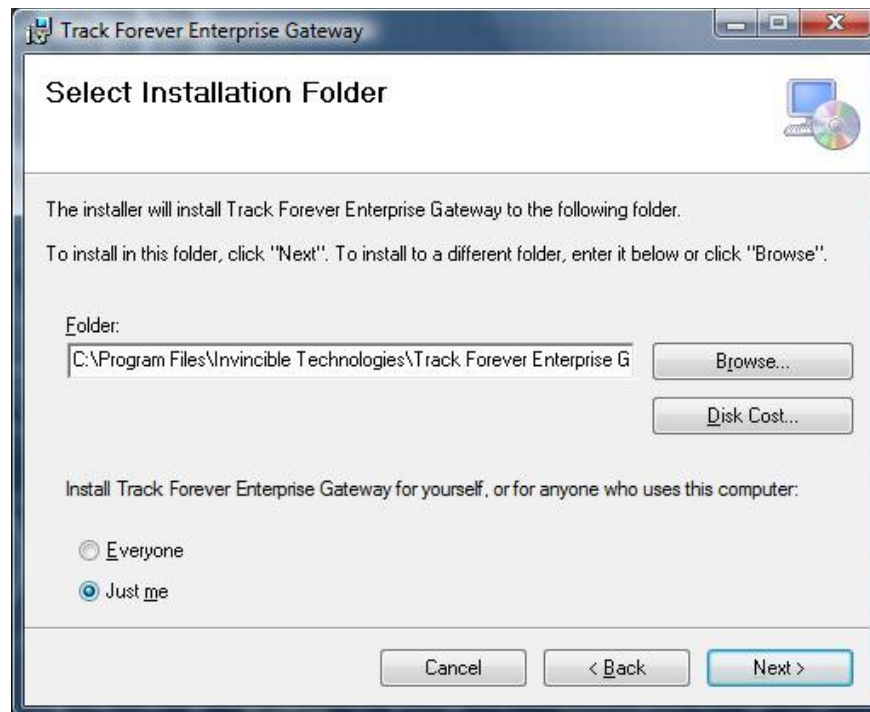 Track Forever Enterprise Gateway
Select Installation Folder
The installer will install Track Forever Enterprise Gateway to the following folder.
To install in this folder, click "Next". To install to a different folder, enter it below or click "Browse".
Folder:
C:\Program Files\Invincible Technologies\Track Forever Enterprise G
Browse...
Disk Cost...
Install Track Forever Enterprise Gateway for yourself, or for anyone who uses this computer:
Everyone
Just me
Cancel
< Back
Next >